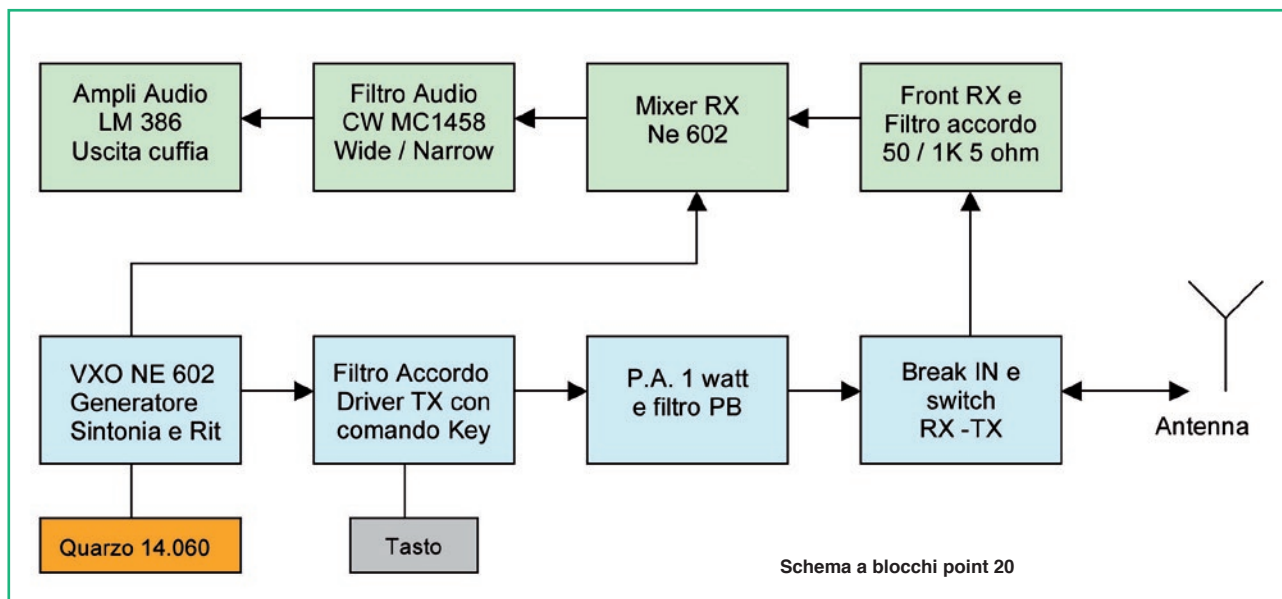 Ampli Audio
LM 386
Uscita cuffia
Filtro Audio
CW MC1458
Wide / Narrow
Mixer RX
Ne 602
Front RX e
Filtro accordo
50 / 1K 5 ohm
VXO NE 602
Generatore
Sintonia e Rit
Filtro Accordo
Driver TX con
comando Key
P.A. 1 watt
e filtro PB
Break IN e
switch
RX -TX
Antenna
Quarzo 14.060
Tasto
Schema a blocchi point 20